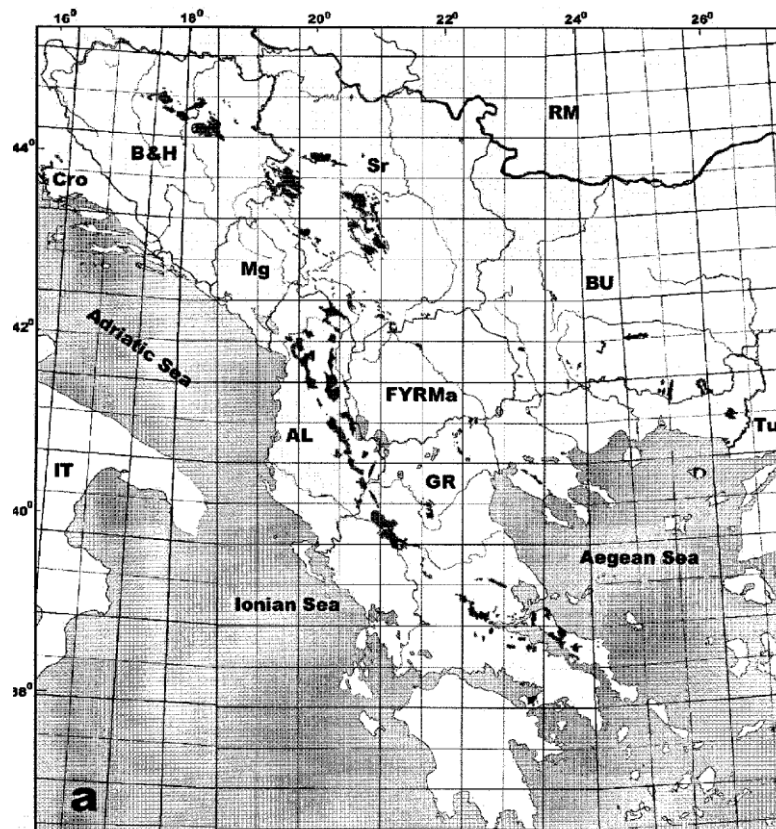 16⁰ 18⁰ 20⁰ 22⁰ 24⁰ 26⁰
RM
44⁰
B&H
Sr
Cro
Mg
BU
42⁰
Adriatic Sea
FYRMa
Tu
AL
IT
GR
40⁰
Aegean Sea
Ionian Sea
38⁰
a